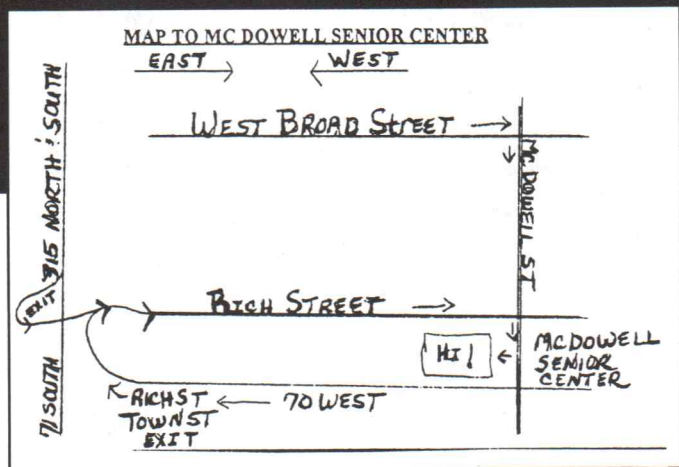 MAP TO MC DOWELL SENIOR CENTER
EAST WEST
WEST BROAD STREET
315 NORTH & SOUTH
MC DOWELL ST
EXIT
RICH STREET
HI!
MCDOWELL
SENIOR
CENTER
71 SOUTH
RICH ST
TOWN ST
EXIT
70 WEST